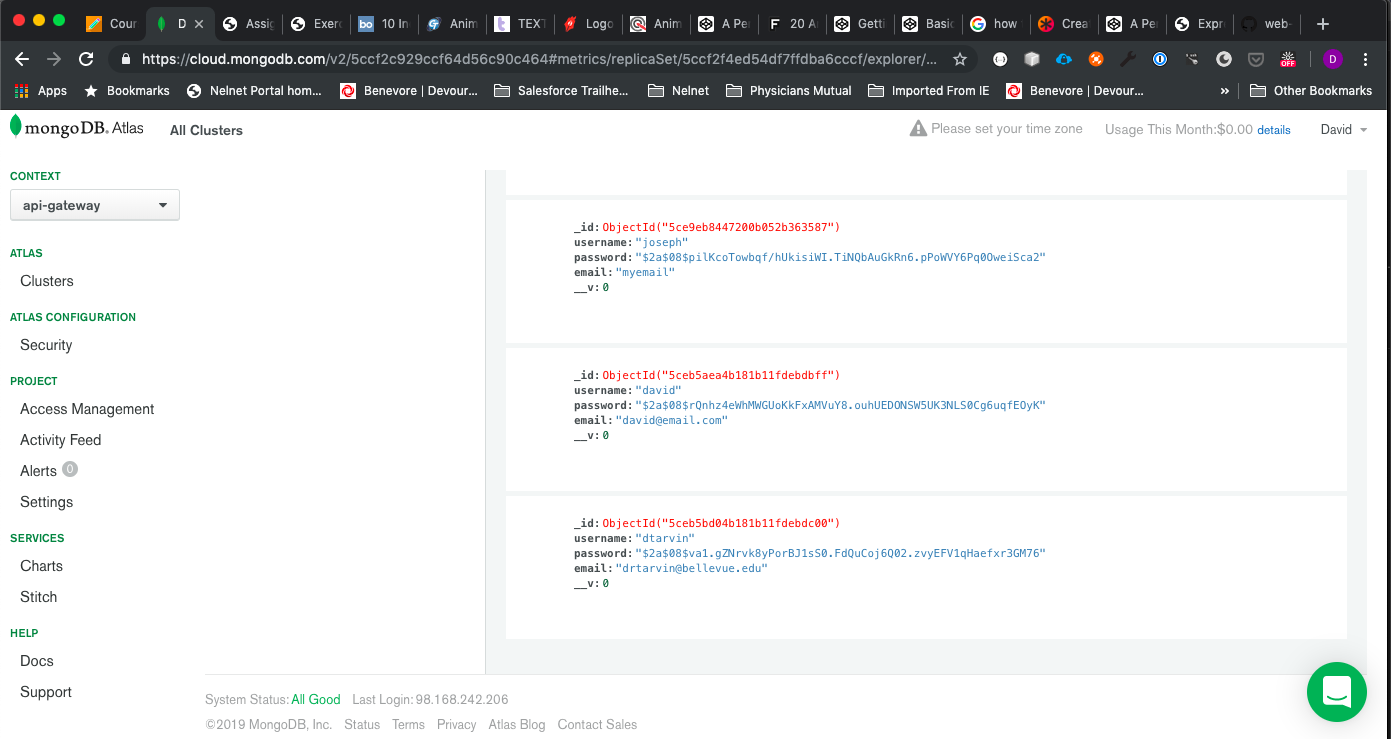 Cour
D
Assig
Exerc
bo 10 In
Anim
t TEXT
Logo
Anim
A Pe
F 20 A
Getti
Basic
how
Crea
A Pe
Expr
web-
https://cloud.mongodb.com/v2/5ccf2c929ccf64d56c90c464#metrics/replicaSet/5ccf2f4ed54df7ffdba6cccf/explorer/...
OFF
D
Apps
Bookmarks
Nelnet Portal hom...
Benevore | Devour...
Salesforce Trailhe...
Nelnet
Physicians Mutual
Imported From IE
Benevore | Devour...
»
Other Bookmarks
mongoDB. Atlas
All Clusters
Please set your time zone
Usage This Month:$0.00 details
David
CONTEXT
api-gateway
ATLAS
Clusters
ATLAS CONFIGURATION
Security
PROJECT
Access Management
Activity Feed
Alerts 0
Settings
SERVICES
Charts
Stitch
HELP
Docs
Support
_id:ObjectId("5ce9eb8447200b052b363587")
username:"joseph"
password:"$2a$08$pilKcoTowbqf/hUkisiWI.TiNQbAuGkRn6.pPoWVY6Pq0OweiSca2"
email:"myemail"
__v:0
_id:ObjectId("5ceb5aea4b181b11fdebdbff")
username:"david"
password:"$2a$08$rQnhz4eWhMWGUoKkFxAMVuY8.ouhUEDONSW5UK3NLS0Cg6uqfEOyK"
email:"david@email.com"
__v:0
_id:ObjectId("5ceb5bd04b181b11fdebdc00")
username:"dtarvin"
password:"$2a$08$va1.gZNrvk8yPorBJ1sS0.FdQuCoj6Q02.zvyEFV1qHaefxr3GM76"
email:"drtarvin@bellevue.edu"
__v:0
System Status: All Good Last Login: 98.168.242.206
©2019 MongoDB, Inc. Status Terms Privacy Atlas Blog Contact Sales